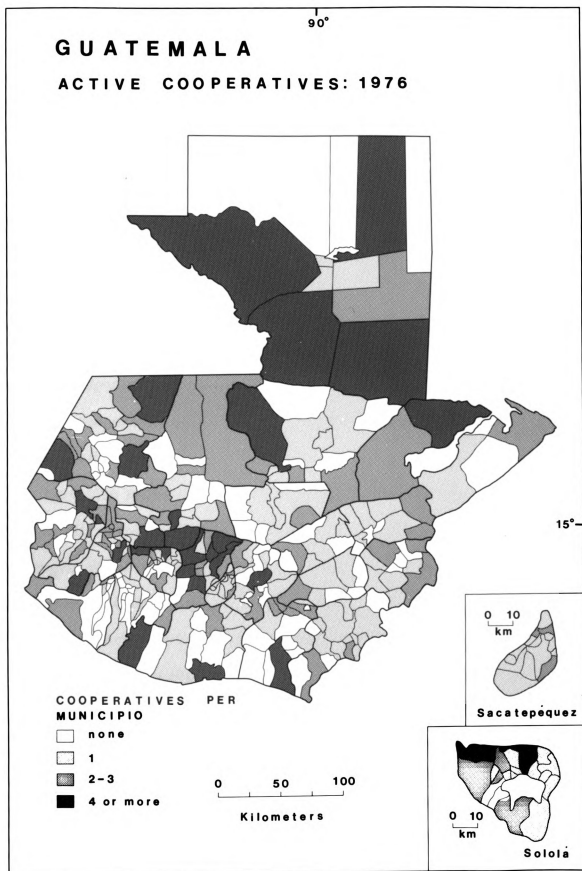 90°
GUATEMALA
ACTIVE COOPERATIVES: 1976
15°
0 10
km
Sacatepéquez
COOPERATIVES PER
MUNICIPIO
none
1
2-3
4 or more
0 50 100
Kilometers
0 10
km
Sololá